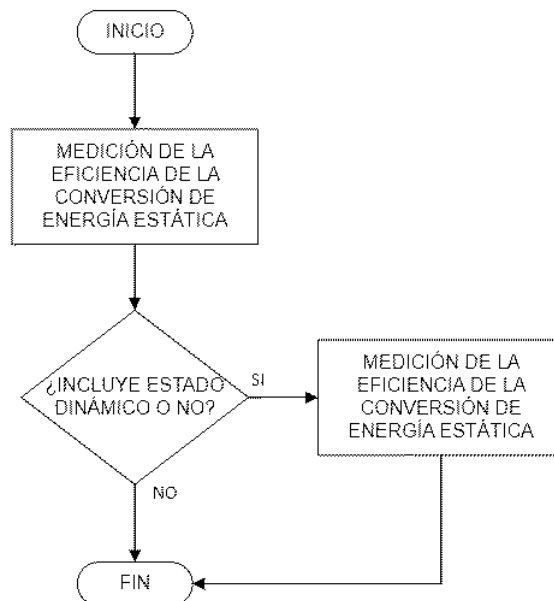 INICIO
MEDICIÓN DE LA
EFICIENCIA DE LA
CONVERSIÓN DE
ENERGÍA ESTÁTICA
¿INCLUYE ESTADO
DINÁMICO O NO?
SI
MEDICIÓN DE LA
EFICIENCIA DE LA
CONVERSIÓN DE
ENERGÍA ESTÁTICA
NO
FIN